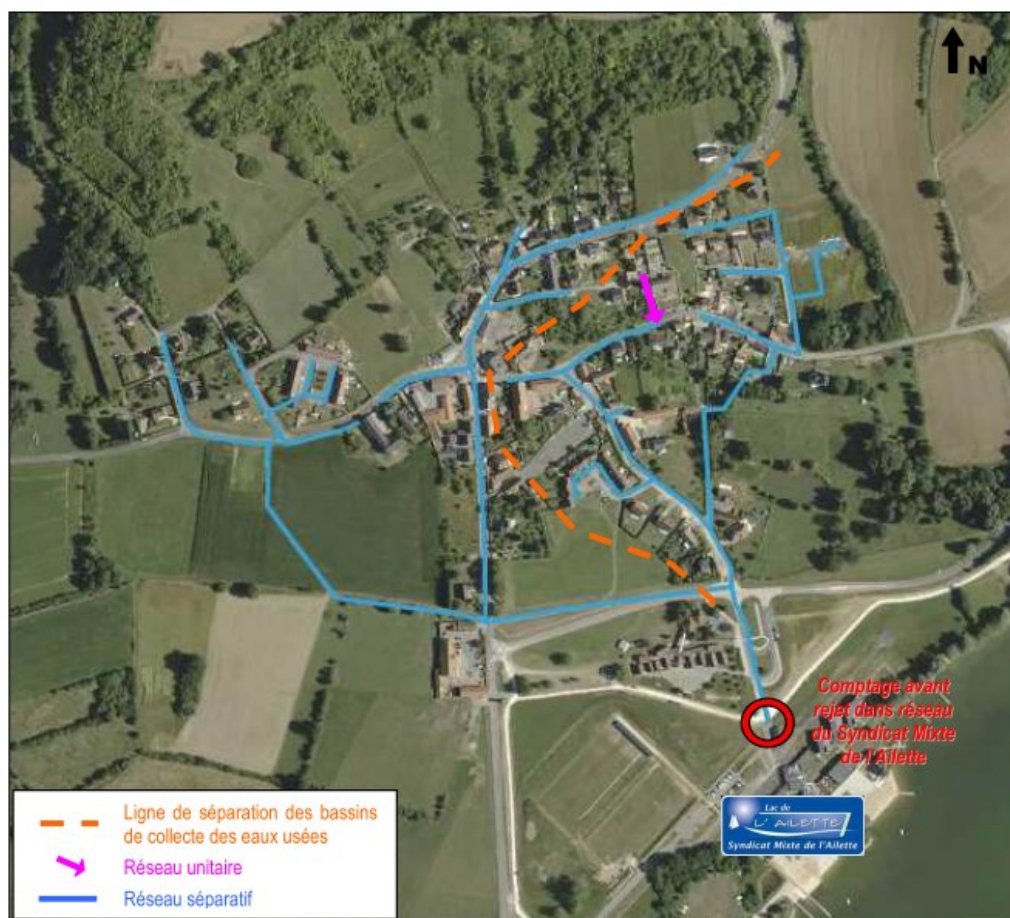 N
Comptage avant
rejet dans réseau
du Syndicat Mixte
de l'Ailette
Lac de
L'AILETTE
Syndicat Mixte de l'Ailette
Ligne de séparation des bassins
de collecte des eaux usées
Réseau unitaire
Réseau séparatif